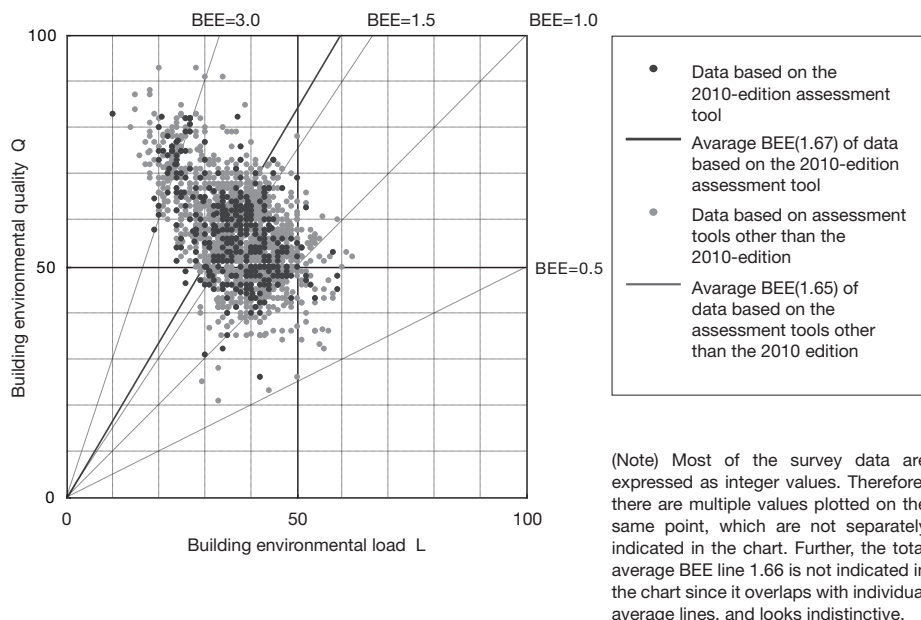 BEE=3.0
BEE=1.5
BEE=1.0
100
Building environmental quality Q
50
BEE=0.5
0
0
50
100
Building environmental load L
Data based on the
2010-edition assessment
tool
Avarage BEE(1.67) of data
based on the 2010-edition
assessment tool
Data based on assessment
tools other than the
2010-edition
Avarage BEE(1.65) of
data based on the
assessment tools other
than the 2010 edition
(Note) Most of the survey data are
expressed as integer values. Therefore
there are multiple values plotted on the
same point, which are not separately
indicated in the chart. Further, the total
average BEE line 1.66 is not indicated in
the chart since it overlaps with individual
average lines, and looks indistinctive.